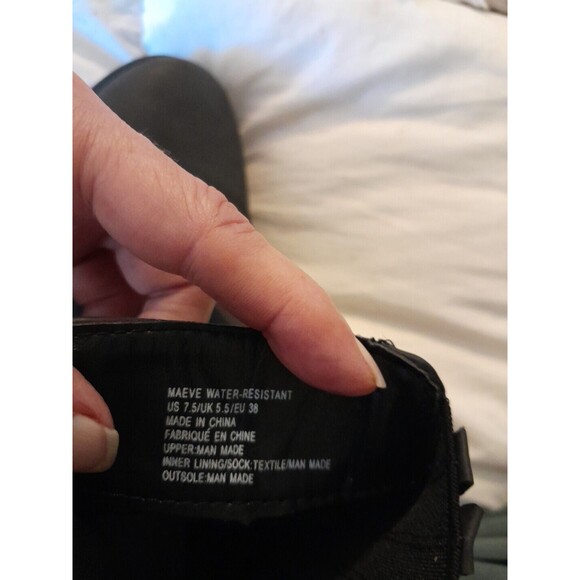 MAEVE WATER-RESISTANT
US 7.5/UK 5.5/EU 38
MADE IN CHINA
FABRIQUÉ EN CHINE
UPPER:MAN MADE
INNER LINING/SOCK:TEXTILE/MAN MADE
OUTSOLE:MAN MADE